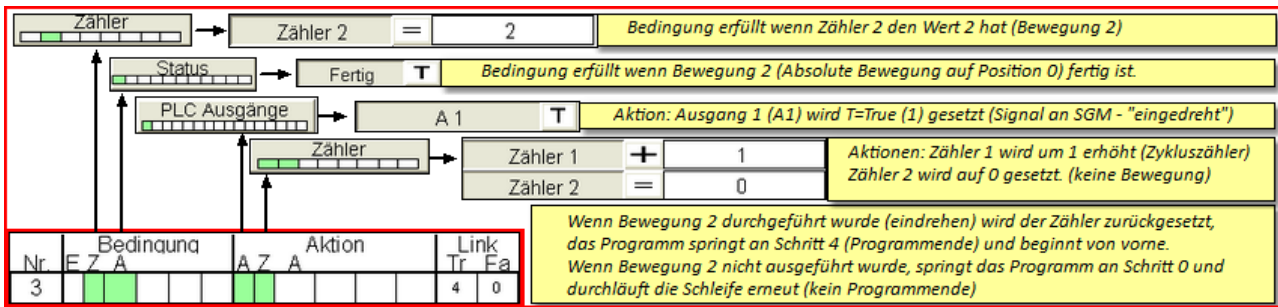 Zähler
Zähler 2 = 2
Bedingung erfüllt wenn Zähler 2 den Wert 2 hat (Bewegung 2)
Status
Fertig T
Bedingung erfüllt wenn Bewegung 2 (Absolute Bewegung auf Position 0) fertig ist.
PLC Ausgänge
A 1 T
Aktion: Ausgang 1 (A1) wird T=True (1) gesetzt (Signal an SGM - "eingedreht")
Zähler
Zähler 1 + 1
Zähler 2 = 0
Aktionen: Zähler 1 wird um 1 erhöht (Zykluszähler)
Zähler 2 wird auf 0 gesetzt. (keine Bewegung)
Wenn Bewegung 2 durchgeführt wurde (eindrehen) wird der Zähler zurückgesetzt,
das Programm springt an Schritt 4 (Programmende) und beginnt von vorne.
Wenn Bewegung 2 nicht ausgeführt wurde, springt das Programm an Schritt 0 und
durchläuft die Schleife erneut (kein Programmende)
Bedingung Aktion Link
Nr. E Z A A Z A Tr Fa
3 4 0